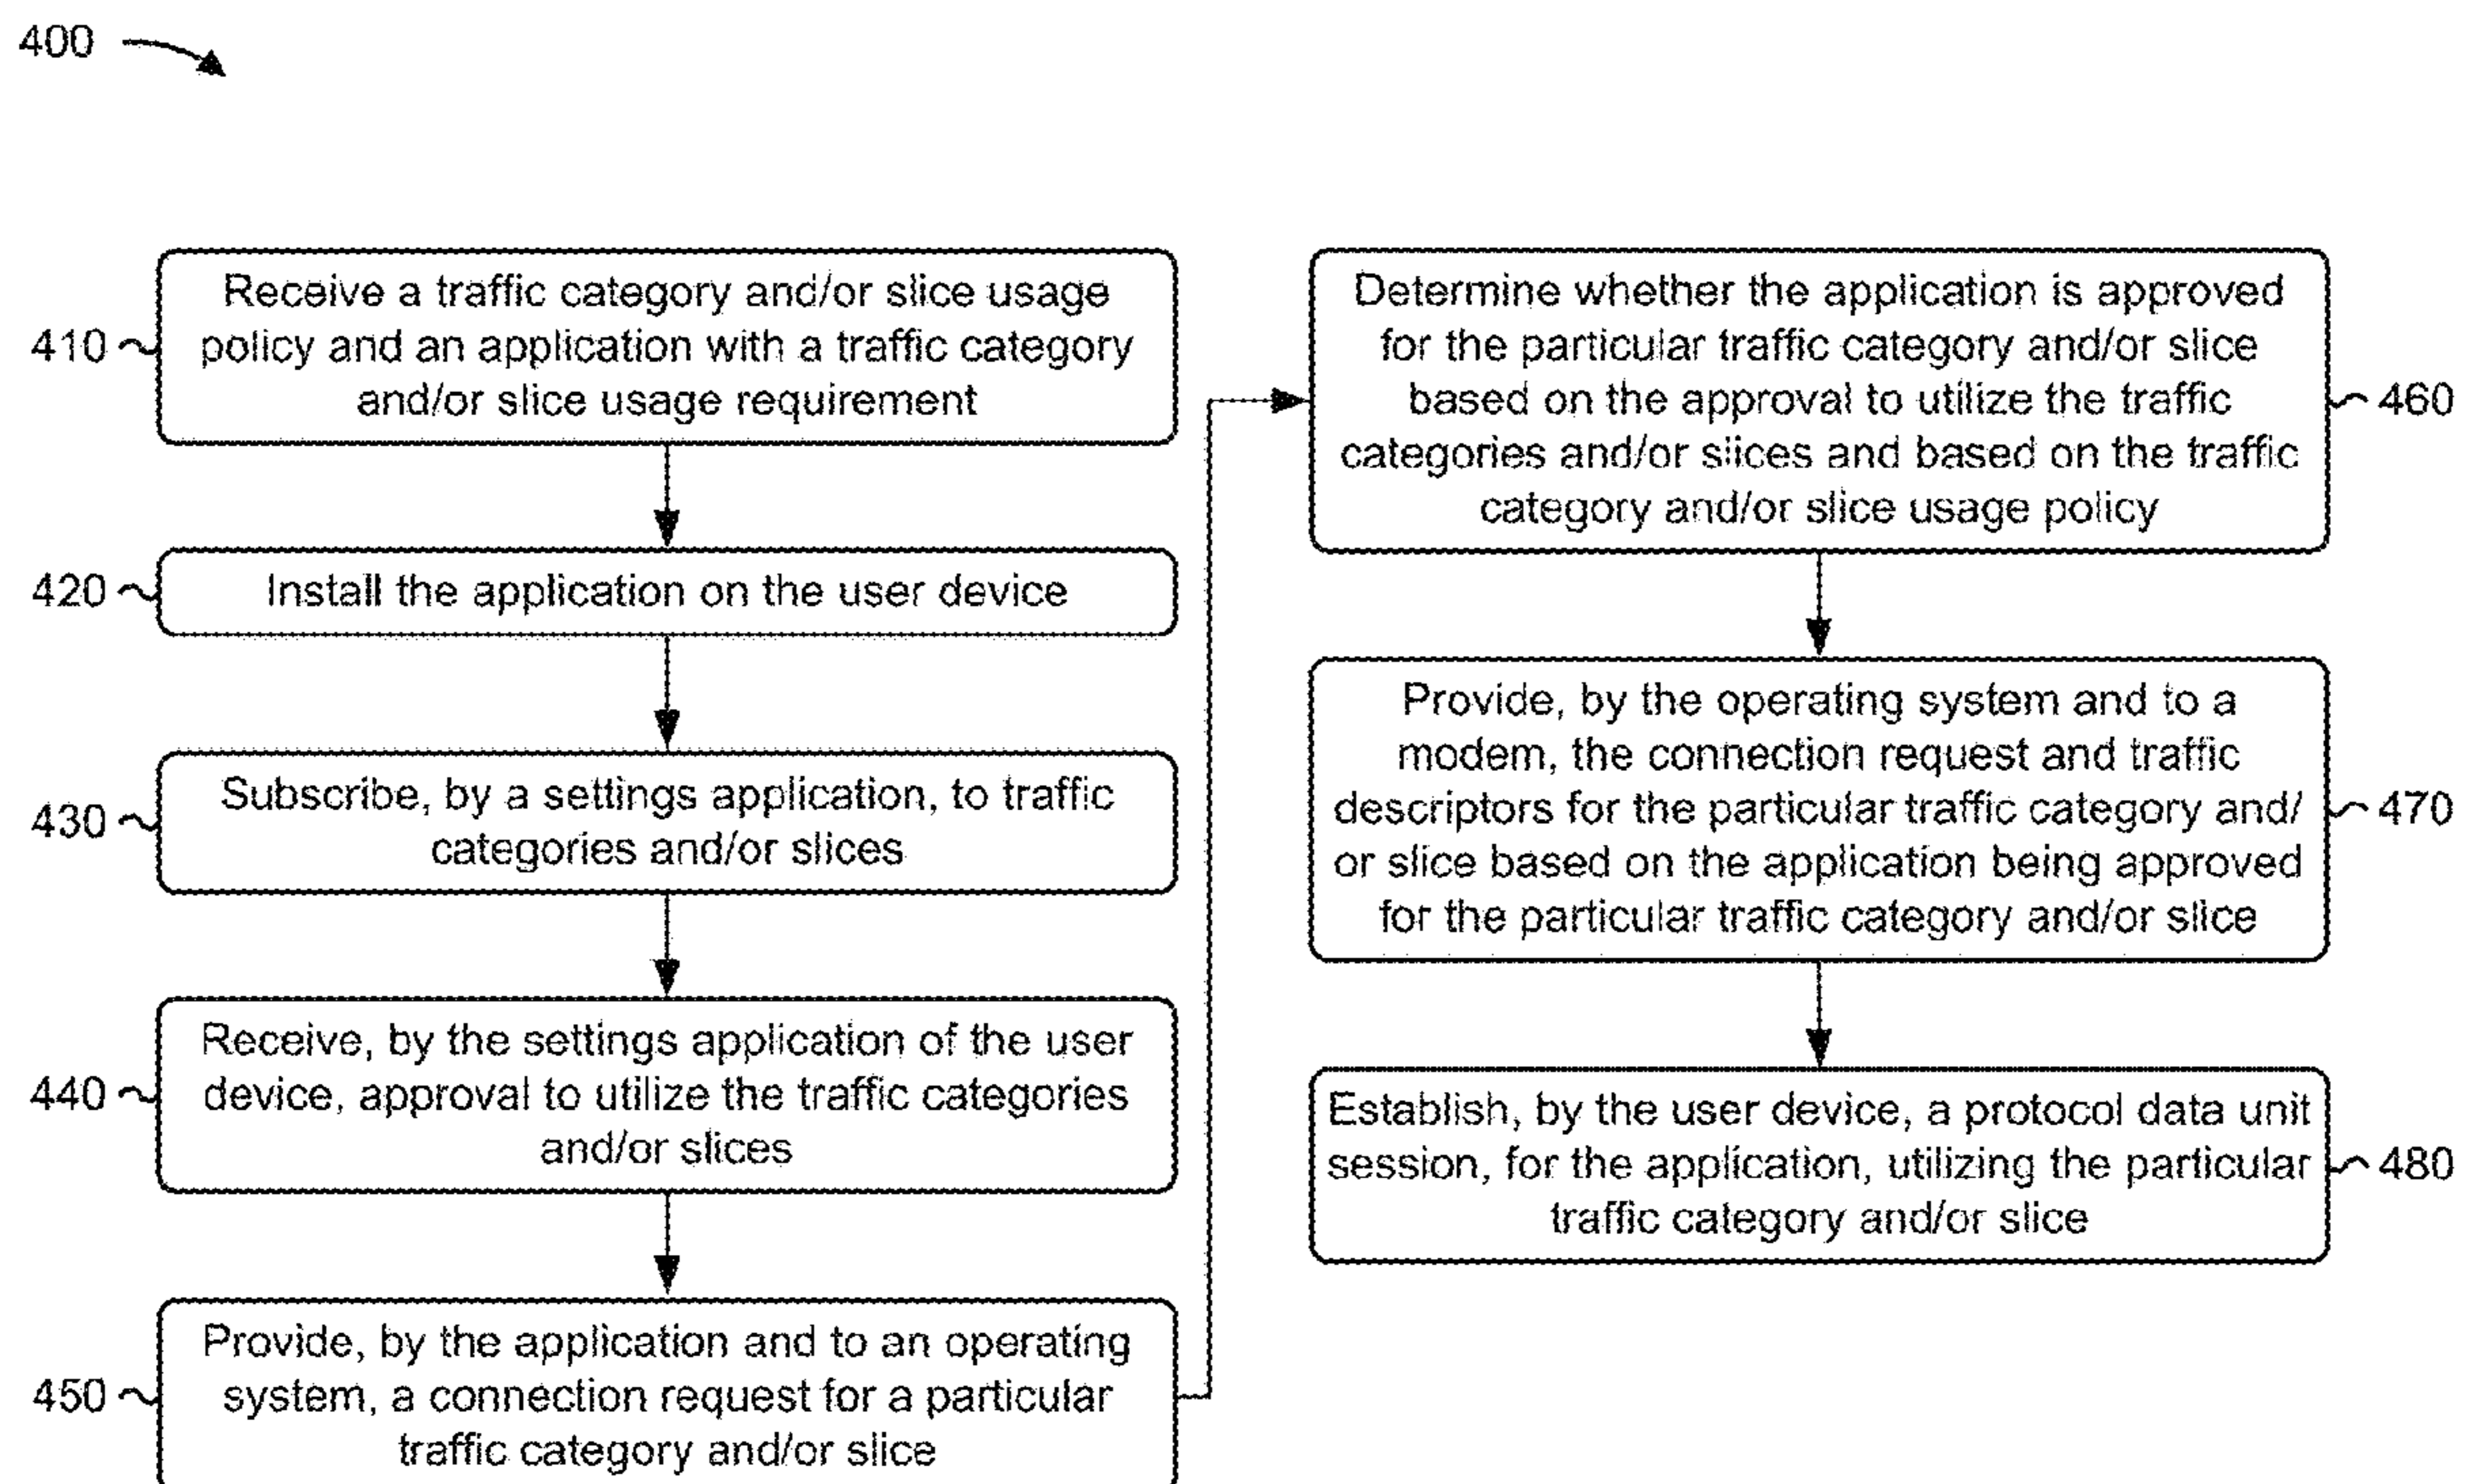 400
410
Receive a traffic category and/or slice usage
policy and an application with a traffic category
and/or slice usage requirement
420
Install the application on the user device
430
Subscribe, by a settings application, to traffic
categories and/or slices
440
Receive, by the settings application of the user
device, approval to utilize the traffic categories
and/or slices
450
Provide, by the application and to an operating
system, a connection request for a particular
traffic category and/or slice
Determine whether the application is approved
for the particular traffic category and/or slice
based on the approval to utilize the traffic
categories and/or slices and based on the traffic
category and/or slice usage policy
460
Provide, by the operating system and to a
modem, the connection request and traffic
descriptors for the particular traffic category and/
or slice based on the application being approved
for the particular traffic category and/or slice
470
Establish, by the user device, a protocol data unit
session, for the application, utilizing the particular
traffic category and/or slice
480